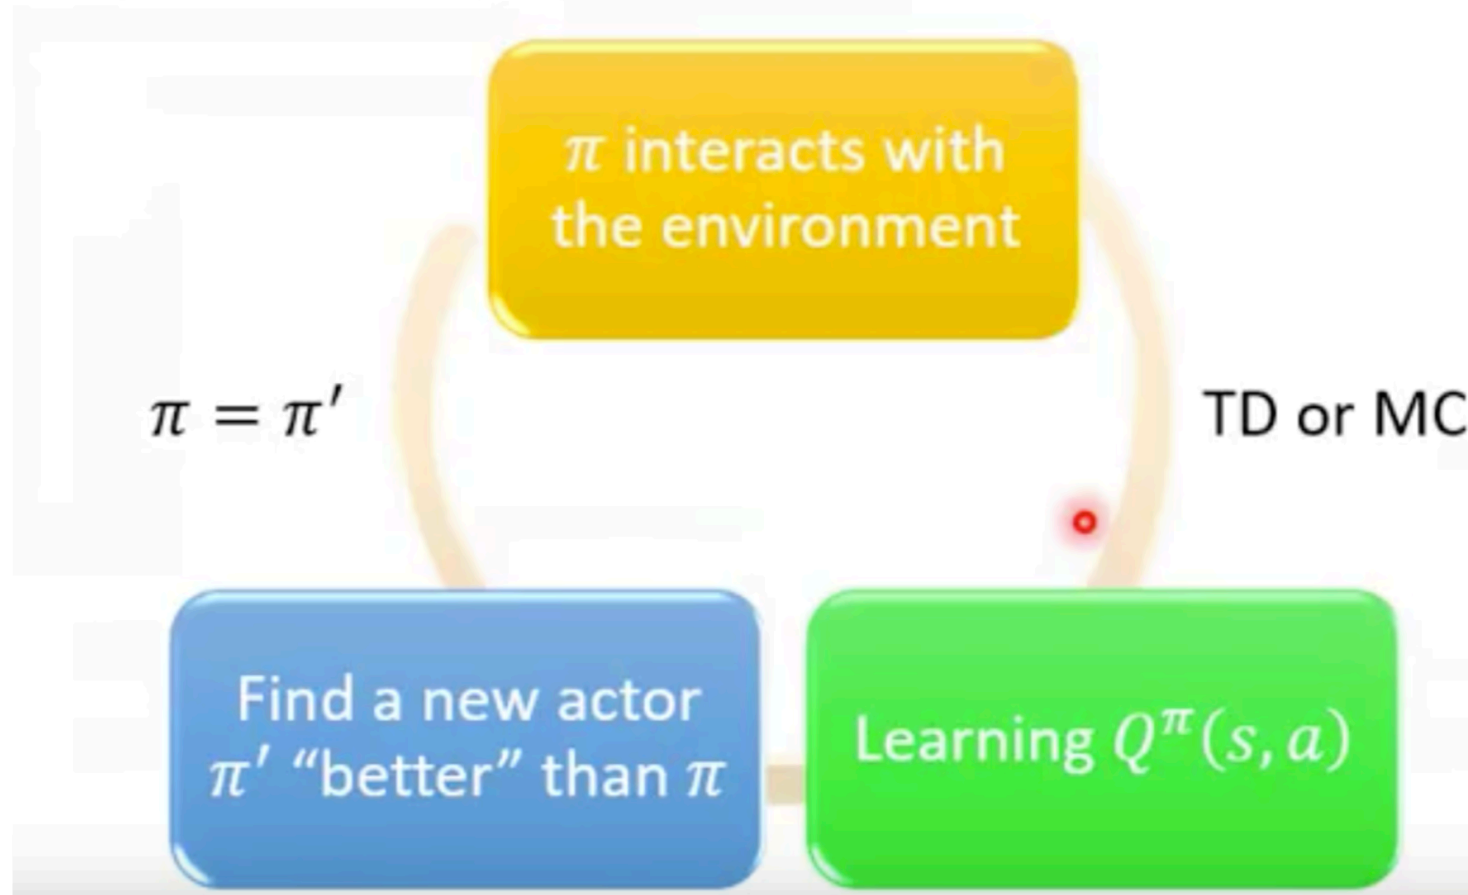 π interacts with
the environment
π = π′
TD or MC
Find a new actor
π′ “better” than π
Learning Q^π(s, a)